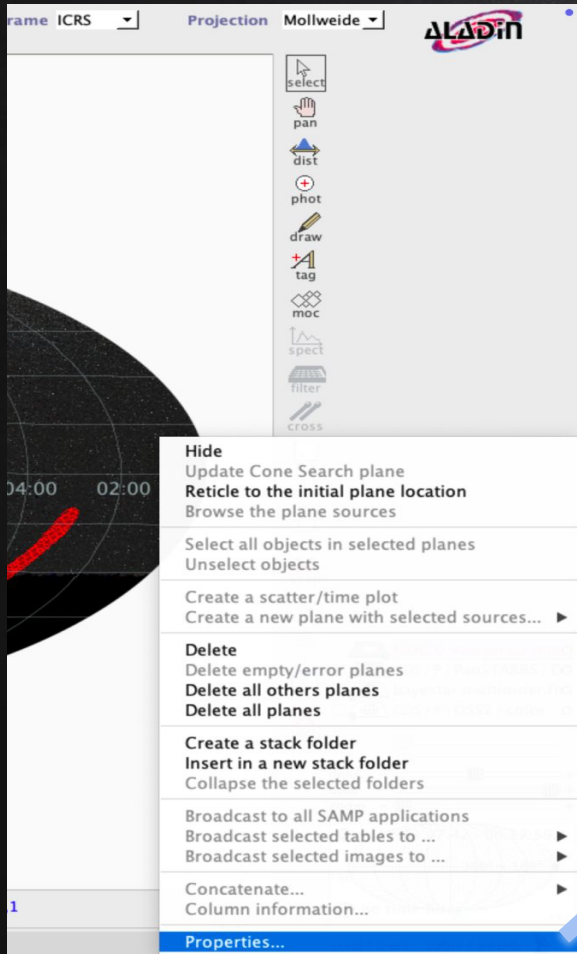 rame ICRS Projection Mollweide ALADiN
select
pan
dist
phot
draw
tag
moc
spect
filter
cross
04:00 02:00
Hide
Update Cone Search plane
Reticle to the initial plane location
Browse the plane sources
Select all objects in selected planes
Unselect objects
Create a scatter/time plot
Create a new plane with selected sources...
Delete
Delete empty/error planes
Delete all others planes
Delete all planes
Create a stack folder
Insert in a new stack folder
Collapse the selected folders
Broadcast to all SAMP applications
Broadcast selected tables to ...
Broadcast selected images to ...
Concatenate...
.1
Column information...
Properties...